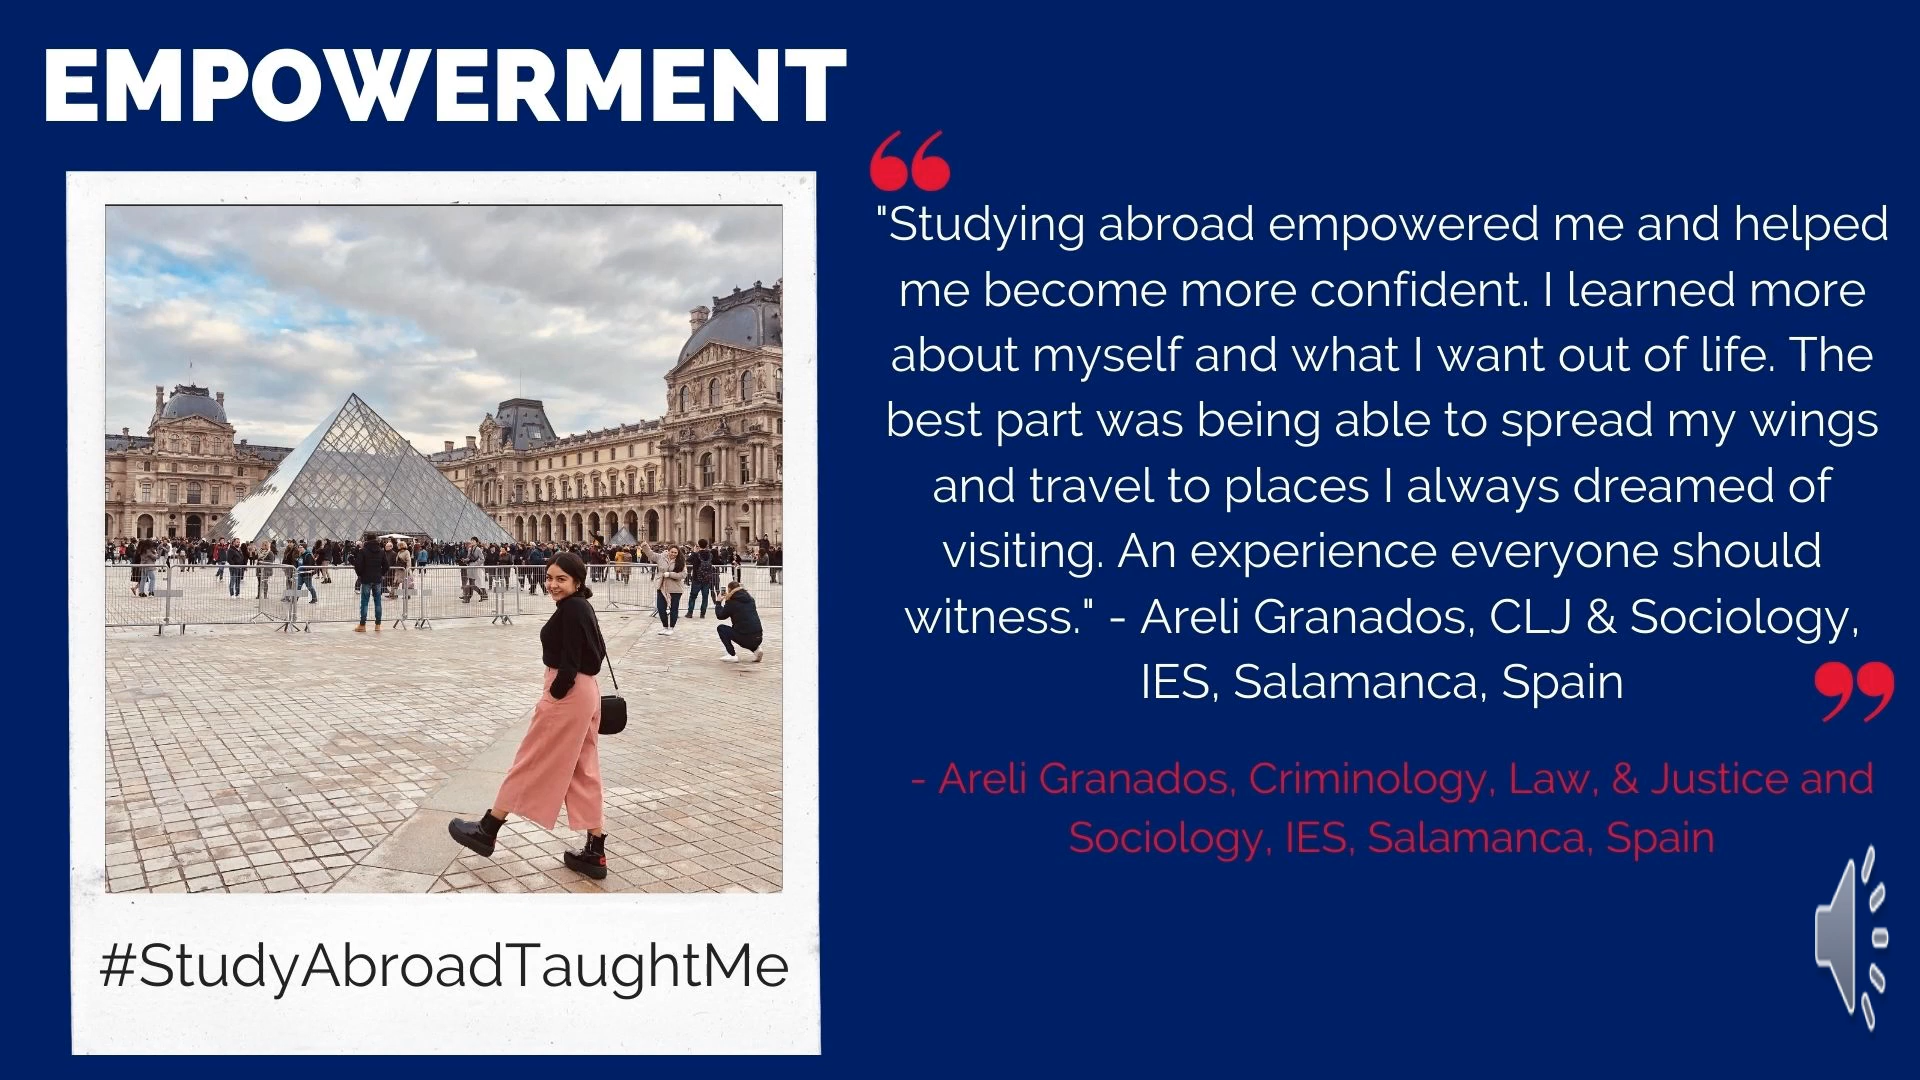 EMPOWERMENT
"Studying abroad empowered me and helped
me become more confident. I learned more
about myself and what I want out of life. The
best part was being able to spread my wings
and travel to places I always dreamed of
visiting. An experience everyone should
witness." - Areli Granados, CLJ & Sociology,
IES, Salamanca, Spain
- Areli Granados, Criminology, Law, & Justice and
Sociology, IES, Salamanca, Spain
#StudyAbroadTaughtMe